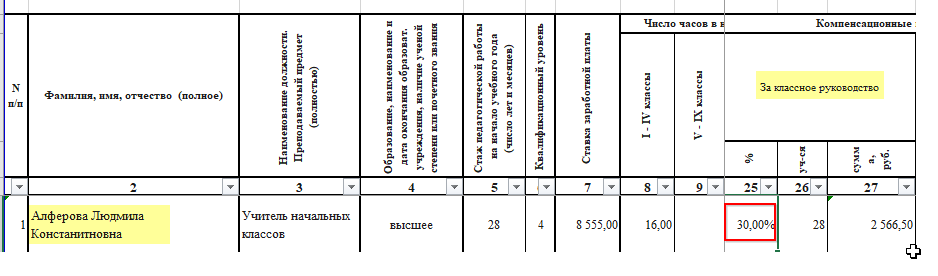 Число часов в н
Компенсационные
N
п/п
Фамилия, имя, отчество (полное)
Наименование должности.
Преподаваемый предмет
(полностью)
Образование, наименование и
дата окончания образоват.
учреждения, наличие ученой
степени или почетного звания
Стаж педагогической работы
на начало учебного года
(число лет и месяцев)
Квалификационный уровень
Ставка заработной платы
I - IV классы
V - IX классы
За классное руководство
%
уч-ся
сумм
а,
руб.
2 3 4 5 7 8 9 25 26 27
1 Алферова Людмила
Констанитновна
Учитель начальных
классов
высшее 28 4 8 555,00 16,00 30,00% 28 2 566,50